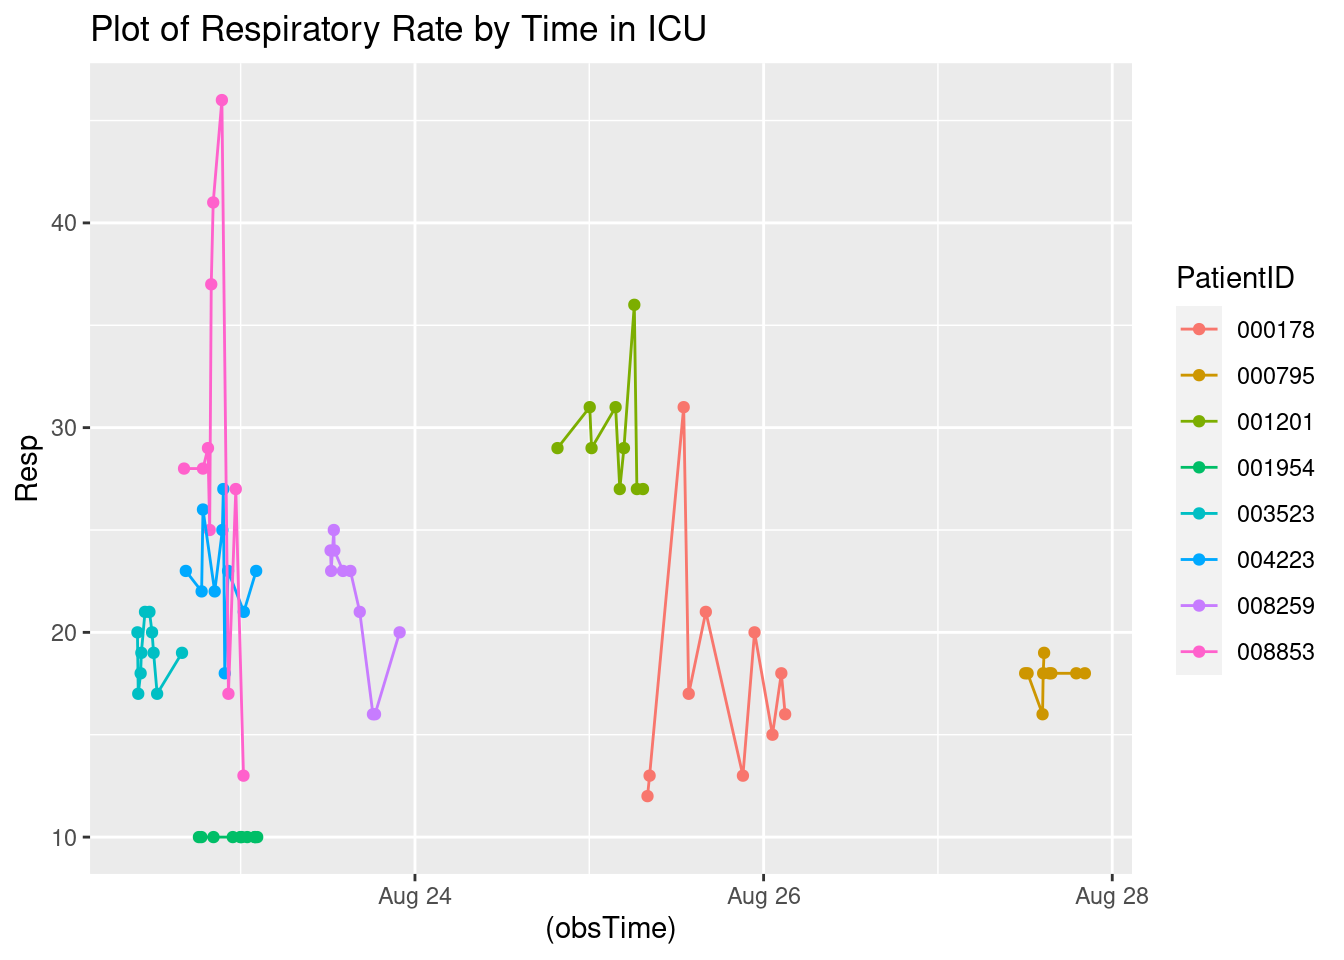 Plot of Respiratory Rate by Time in ICU
40
30
20
10
Resp
Aug 24
Aug 26
Aug 28
(obsTime)
PatientID
000178
000795
001201
001954
003523
004223
008259
008853